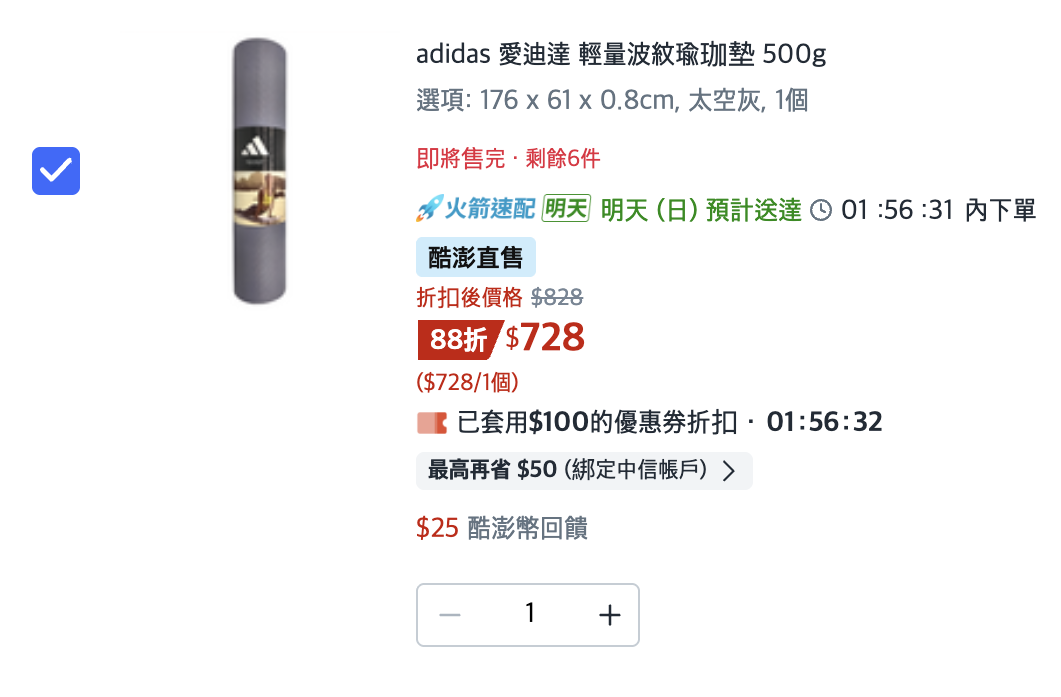 adidas 愛迪達 輕量波紋瑜珈墊 500g
選項: 176 x 61 x 0.8cm, 太空灰, 1個
即將售完 · 剩餘6件
火箭速配 明天 明天 (日) 預計送達 01 :56 :31 內下單
酷澎直售
折扣後價格 $828
88折 $728
($728/1個)
已套用$100的優惠券折扣 · 01:56:32
最高再省 $50 (綁定中信帳戶)
$25 酷澎幣回饋
1